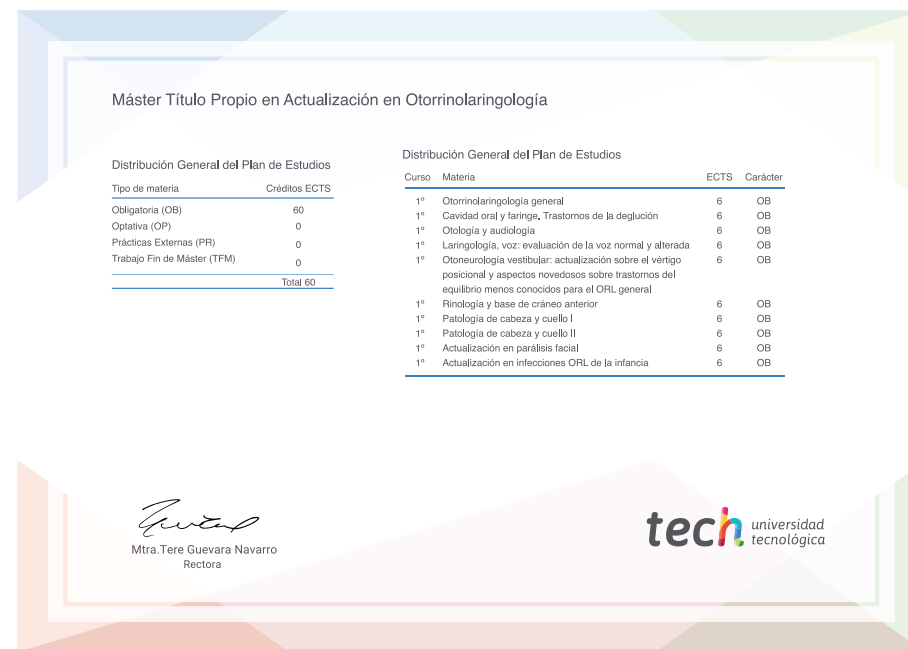 Máster Título Propio en Actualización en Otorrinolaringología
Distribución General del Plan de Estudios
Tipo de materia Créditos ECTS
Obligatoria (OB) 60
Optativa (OP) 0
Prácticas Externas (PR) 0
Trabajo Fin de Máster (TFM) 0
Total 60
Distribución General del Plan de Estudios
Curso Materia ECTS Carácter
1º Otorrinolaringología general 6 OB
1º Cavidad oral y faringe. Trastornos de la deglución 6 OB
1º Otología y audiología 6 OB
1º Laringología, voz: evaluación de la voz normal y alterada 6 OB
1º Otoneurología vestibular: actualización sobre el vértigo 6 OB
posicional y aspectos novedosos sobre trastornos del
equilibrio menos conocidos para el ORL general
1º Rinología y base de cráneo anterior 6 OB
1º Patología de cabeza y cuello I 6 OB
1º Patología de cabeza y cuello II 6 OB
1º Actualización en parálisis facial 6 OB
1º Actualización en infecciones ORL de la infancia 6 OB
Mtra.Tere Guevara Navarro
Rectora
tech universidad
tecnológica